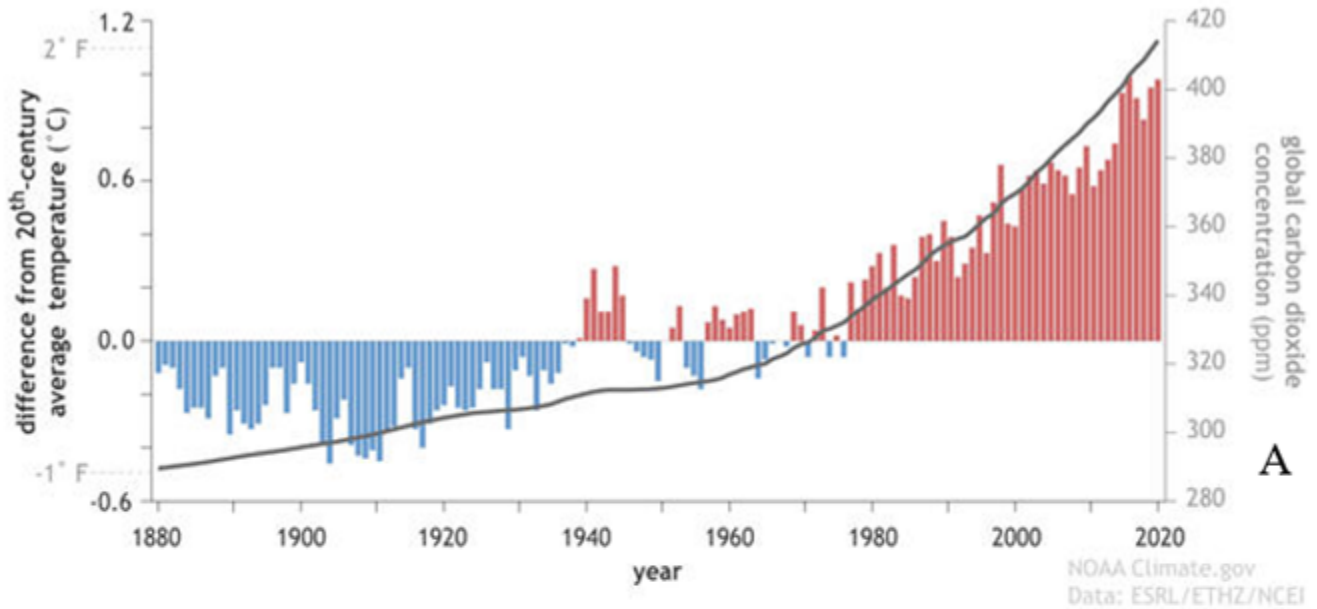 1.2
2° F
0.6
0.0
-1° F
-0.6
difference from 20th-century
average temperature (°C)
420
400
380
360
340
320
300
280
global carbon dioxide
concentration (ppm)
A
1880
1900
1920
1940
1960
1980
2000
2020
year
NOAA Climate.gov
Data: ESRL/ETHZ/NCEI